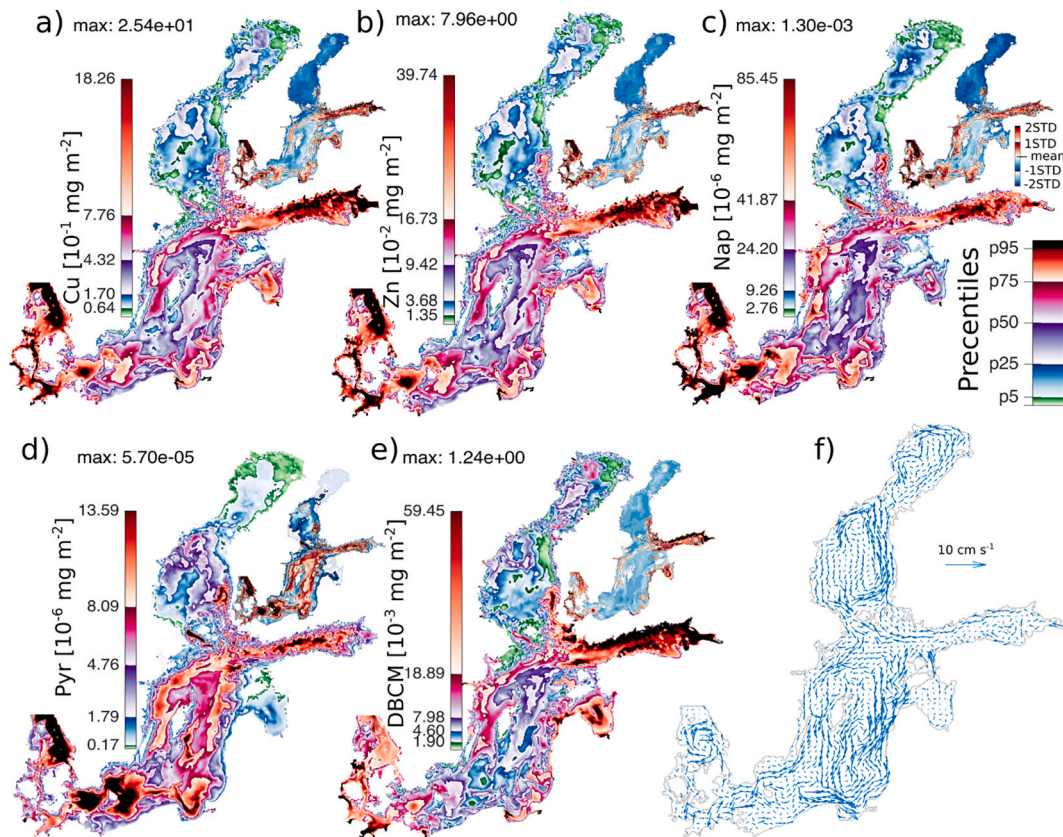 a) max: 2.54e+01
18.26
7.76
4.32
1.70
0.64
Cu [10-1 mg m-2]
b) max: 7.96e+00
39.74
16.73
9.42
3.68
1.35
Zn [10-2 mg m-2]
c) max: 1.30e-03
85.45
41.87
24.20
9.26
2.76
Nap [10-6 mg m-2]
2STD
1STD
mean
-1STD
-2STD
Precentiles
p95
p75
p50
p25
p5
d) max: 5.70e-05
13.59
8.09
4.76
1.79
0.17
Pyr [10-6 mg m-2]
e) max: 1.24e+00
59.45
18.89
7.98
4.60
1.90
DBCM [10-3 mg m-2]
f)
10 cm s-1